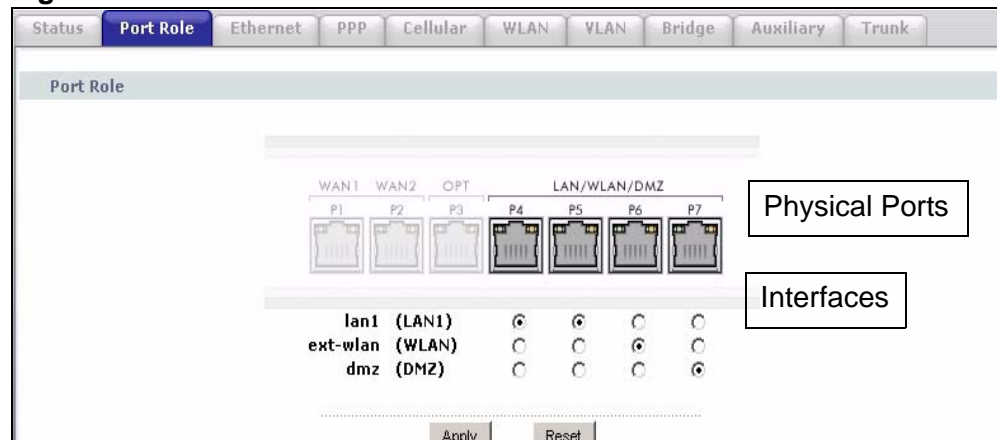 Status Port Role Ethernet PPP Cellular WLAN VLAN Bridge Auxiliary Trunk
Port Role
WAN1 WAN2 OPT LAN/WLAN/DMZ
P1 P2 P3 P4 P5 P6 P7
Physical Ports
Interfaces
lan1 (LAN1)
ext-wlan (WLAN)
dmz (DMZ)
Apply Reset